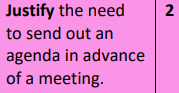 Justify the need 2
to send out an
agenda in advance
of a meeting.